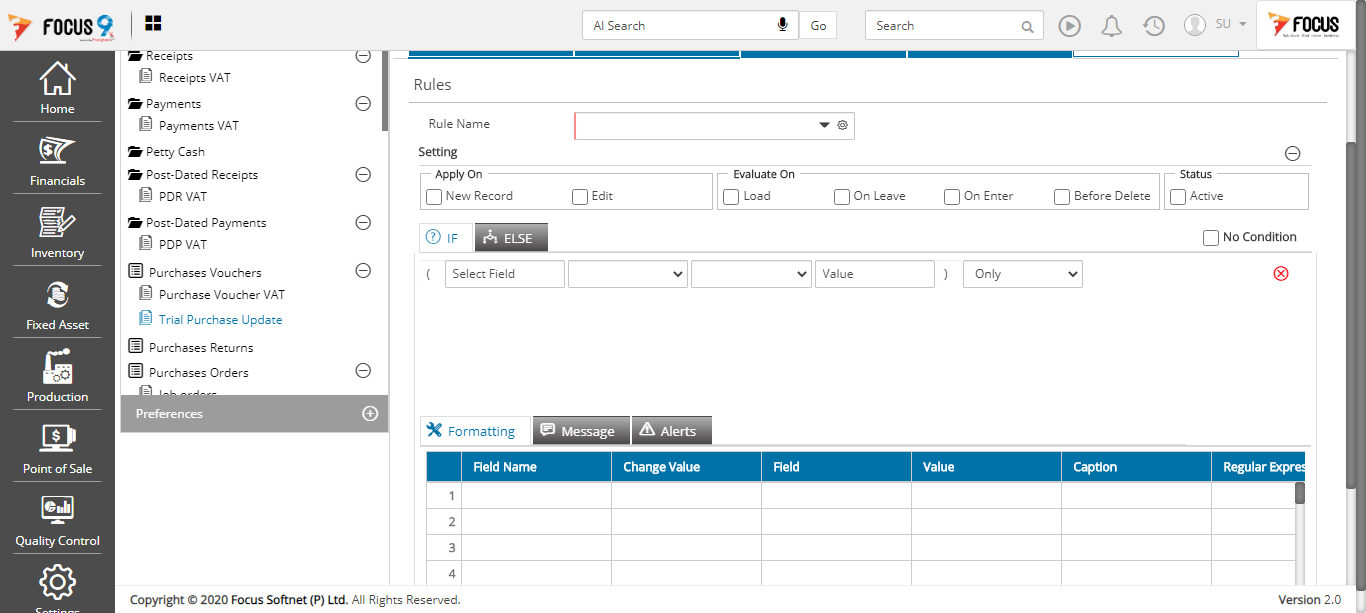 FOCUS 9
AI Search
Go
Search
SU
FOCUS
Home
Financials
Inventory
Fixed Asset
Production
Point of Sale
Quality Control
Settings
Receipts
Receipts VAT
Payments
Payments VAT
Petty Cash
Post-Dated Receipts
PDR VAT
Post-Dated Payments
PDP VAT
Purchases Vouchers
Purchase Voucher VAT
Trial Purchase Update
Purchases Returns
Purchases Orders
Job orders
Preferences
Rules
Rule Name
Setting
Apply On
New Record
Edit
Evaluate On
Load
On Leave
On Enter
Before Delete
Status
Active
IF
ELSE
No Condition
( Select Field Value ) Only
Formatting
Message
Alerts
Field Name Change Value Field Value Caption Regular Expres
1
2
3
4
Copyright © 2020 Focus Softnet (P) Ltd. All Rights Reserved.
Version 2.0